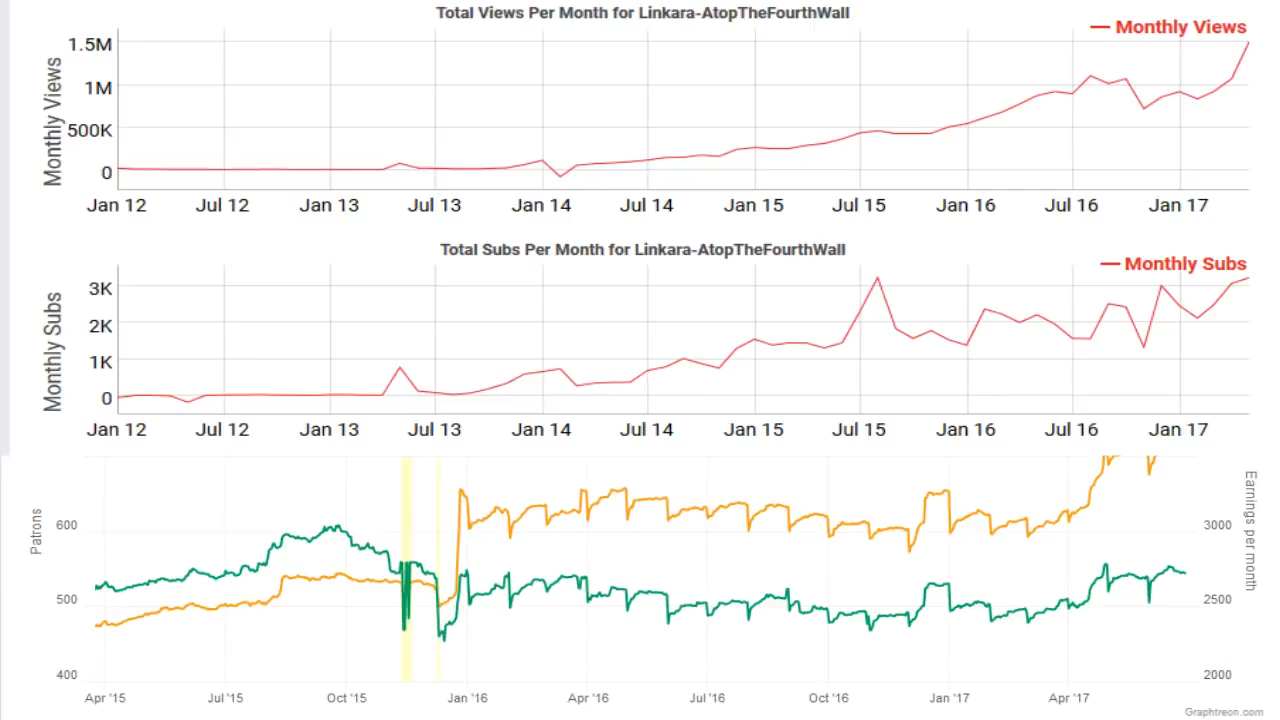 Total Views Per Month for Linkara-AtopTheFourthWall
Monthly Views
Monthly Views
1.5M
1M
500K
0
Jan 12 Jul 12 Jan 13 Jul 13 Jan 14 Jul 14 Jan 15 Jul 15 Jan 16 Jul 16 Jan 17
Total Subs Per Month for Linkara-AtopTheFourthWall
Monthly Subs
Monthly Subs
3K
2K
1K
0
Jan 12 Jul 12 Jan 13 Jul 13 Jan 14 Jul 14 Jan 15 Jul 15 Jan 16 Jul 16 Jan 17
Patrons
Earnings per month
600 3000
500 2500
400 2000
Apr '15 Jul '15 Oct '15 Jan '16 Apr '16 Jul '16 Oct '16 Jan '17 Apr '17
Graphtreon.com